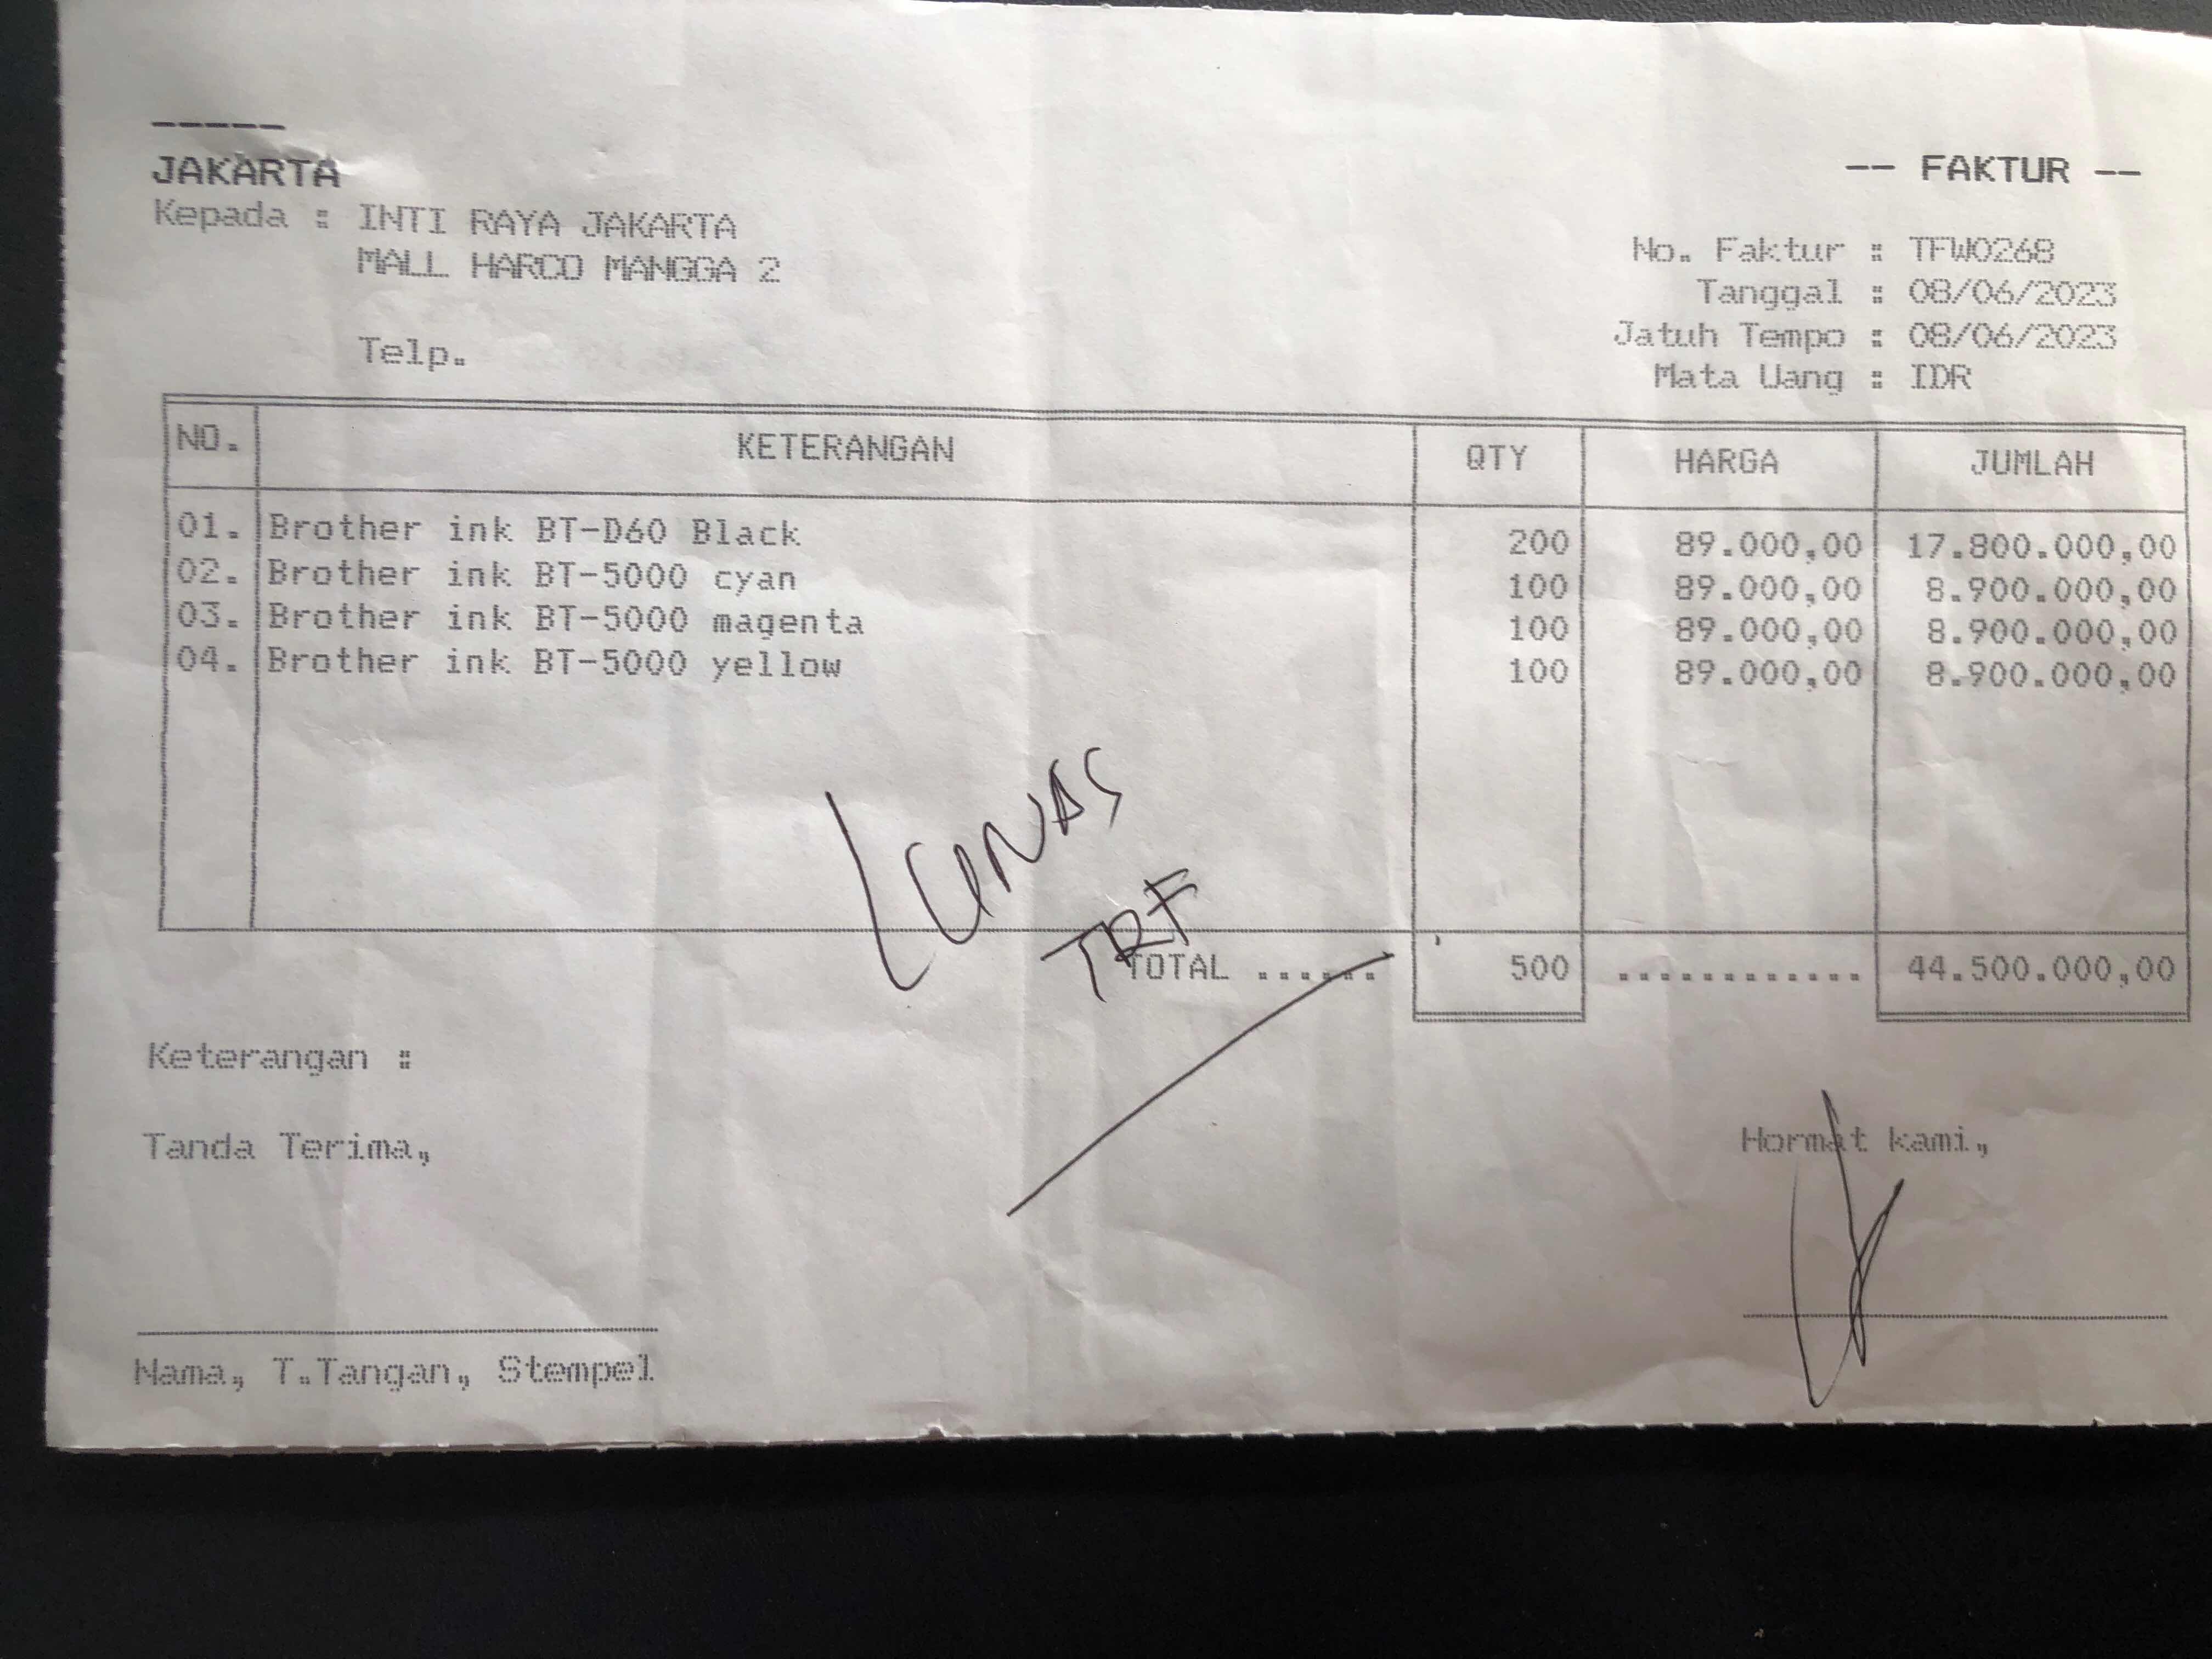 -----
JAKARTA
-- FAKTUR --
Kepada : INTI RAYA JAKARTA
MALL HARCO MANGGA 2
Telp.
No. Faktur : TFW0268
Tanggal : 08/06/2023
Jatuh Tempo : 08/06/2023
Mata Uang : IDR
NO. KETERANGAN QTY HARGA JUMLAH
01. Brother ink BT-D60 Black 200 89.000,00 17.800.000,00
02. Brother ink BT-5000 cyan 100 89.000,00 8.900.000,00
03. Brother ink BT-5000 magenta 100 89.000,00 8.900.000,00
04. Brother ink BT-5000 yellow 100 89.000,00 8.900.000,00
LUNAS
TRF
TOTAL ...... 500 ............ 44.500.000,00
Keterangan :
Tanda Terima, Hormat kami,
Nama, T.Tangan, Stempel